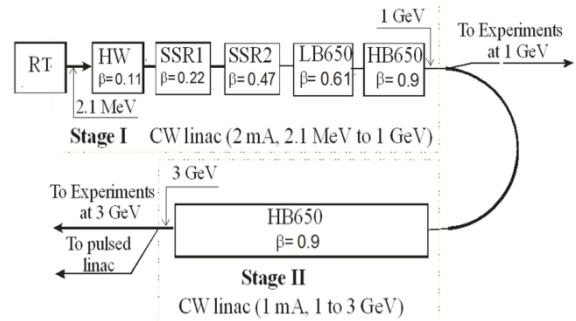 1 GeV
To Experiments
at 1 GeV
RT
HW
β=0.11
SSR1
β=0.22
SSR2
β=0.47
LB650
β= 0.61
HB650
β= 0.9
2.1 MeV
Stage I CW linac (2 mA, 2.1 MeV to 1 GeV)
3 GeV
To Experiments
at 3 GeV
To pulsed
linac
HB650
β= 0.9
Stage II
CW linac (1 mA, 1 to 3 GeV)